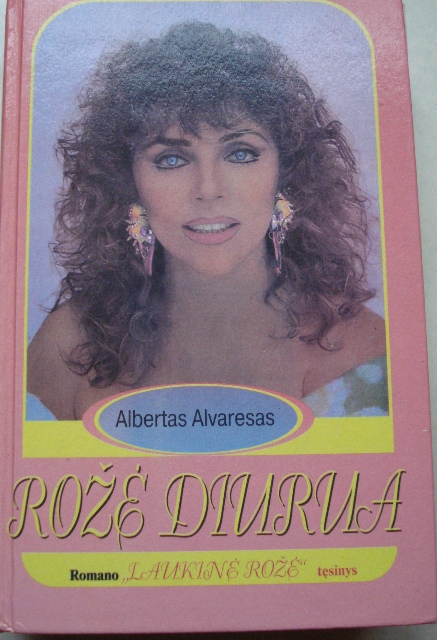 Albertas Alvaresas
ROŽĖ DIURUA
Romano „LAUKINĖ ROŽĖ“ tęsinys